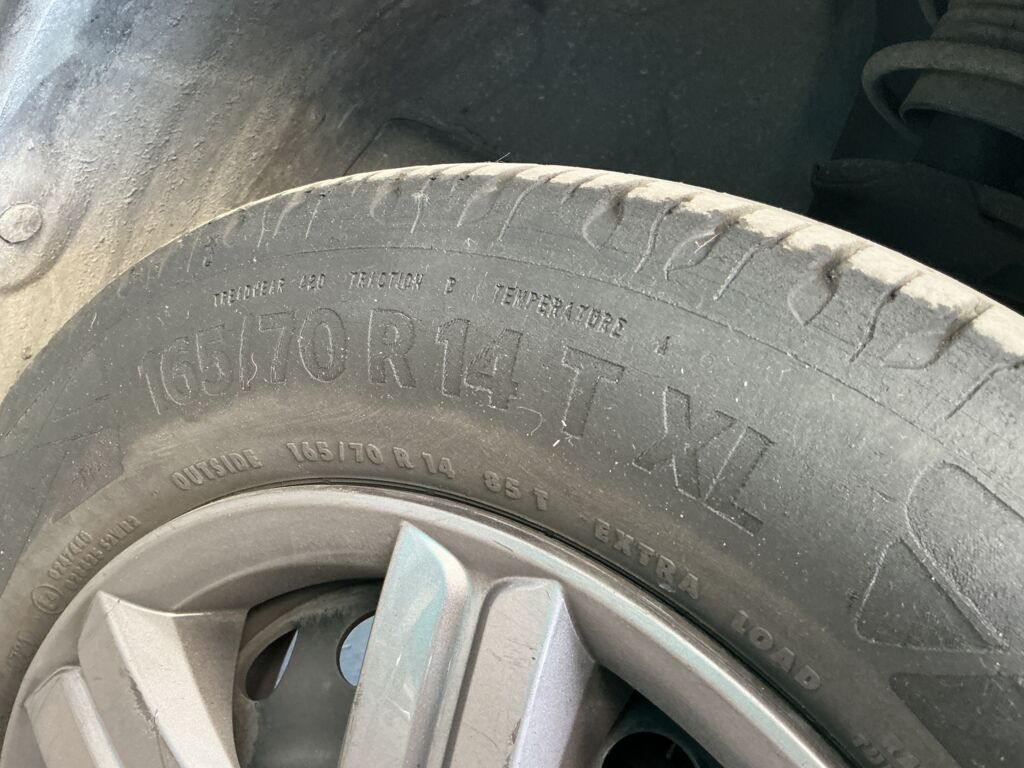 TREADWEAR 420 TRACTION B TEMPERATURE A
165/70 R 14 T XL
OUTSIDE 165/70 R 14 85 T EXTRA LOAD